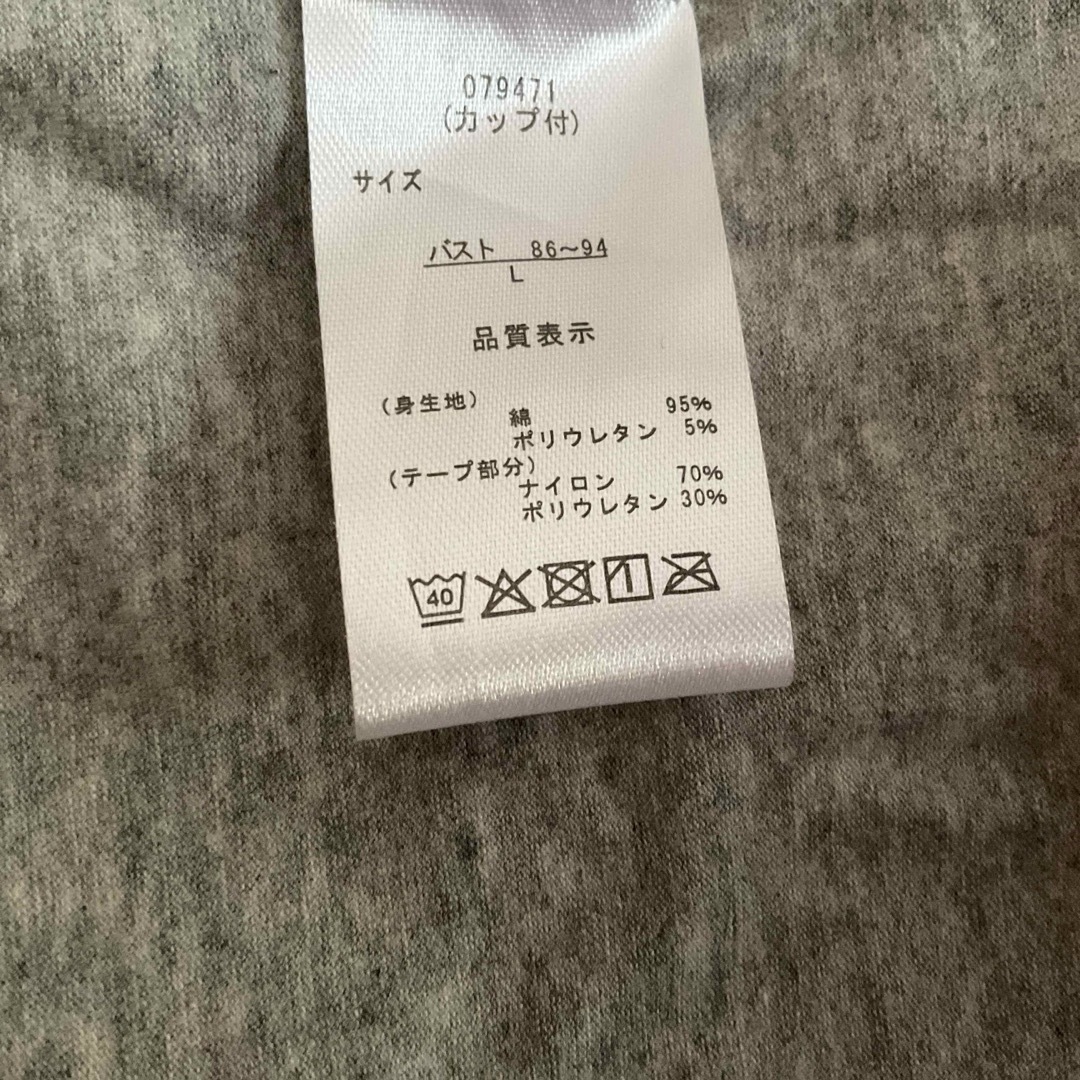 079471
(カップ付)
サイズ
バスト 86〜94
L
品質表示
(身生地)
綿 95%
ポリウレタン 5%
(テープ部分)
ナイロン 70%
ポリウレタン 30%
40